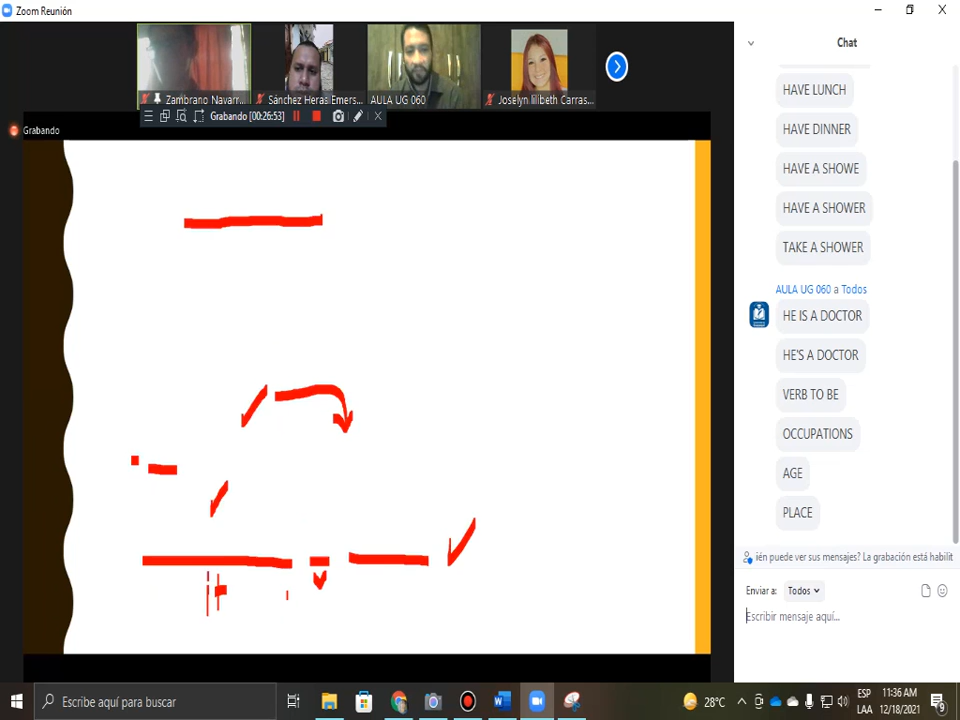 Zoom Reunión
Zambrano Navarr...
Sánchez Heras Emers...
AULA UG 060
Joselyn lilibeth Carras...
Grabando [00:26:53]
Grabando
it
Chat
HAVE LUNCH
HAVE DINNER
HAVE A SHOWE
HAVE A SHOWER
TAKE A SHOWER
AULA UG 060 a Todos
HE IS A DOCTOR
HE'S A DOCTOR
VERB TO BE
OCCUPATIONS
AGE
PLACE
ién puede ver sus mensajes? La grabación está habilit
Enviar a: Todos
Escribir mensaje aquí...
Escribe aquí para buscar
28°C
ESP
LAA
11:36 AM
12/18/2021
9